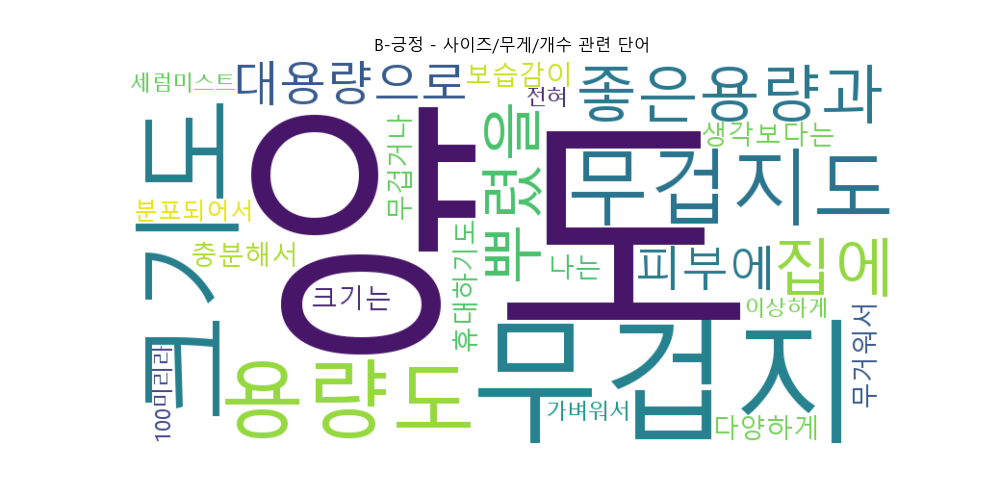 B-긍정 - 사이즈/무게/개수 관련 단어
세럼미스트
대용량으로
보습감이
전혀
좋은용량과
크기도
양도
무겁거나
뿌렸을
생각보다는
무겁지도
분포되어서
충분해서
크기는
휴대하기도
나는
피부에
집에
이상하게
100미리라
용량도
무겁지
가벼워서
다양하게
무거워서